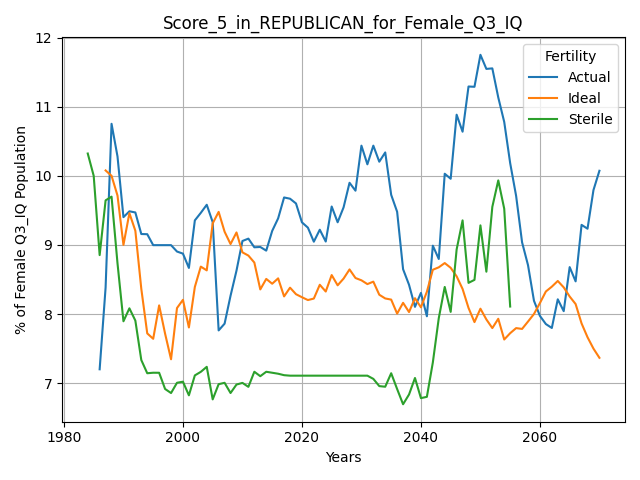 Score_5_in_REPUBLICAN_for_Female_Q3_IQ
% of Female Q3_IQ Population
12
11
10
9
8
7
Fertility
Actual
Ideal
Sterile
1980
2000
2020
2040
2060
Years